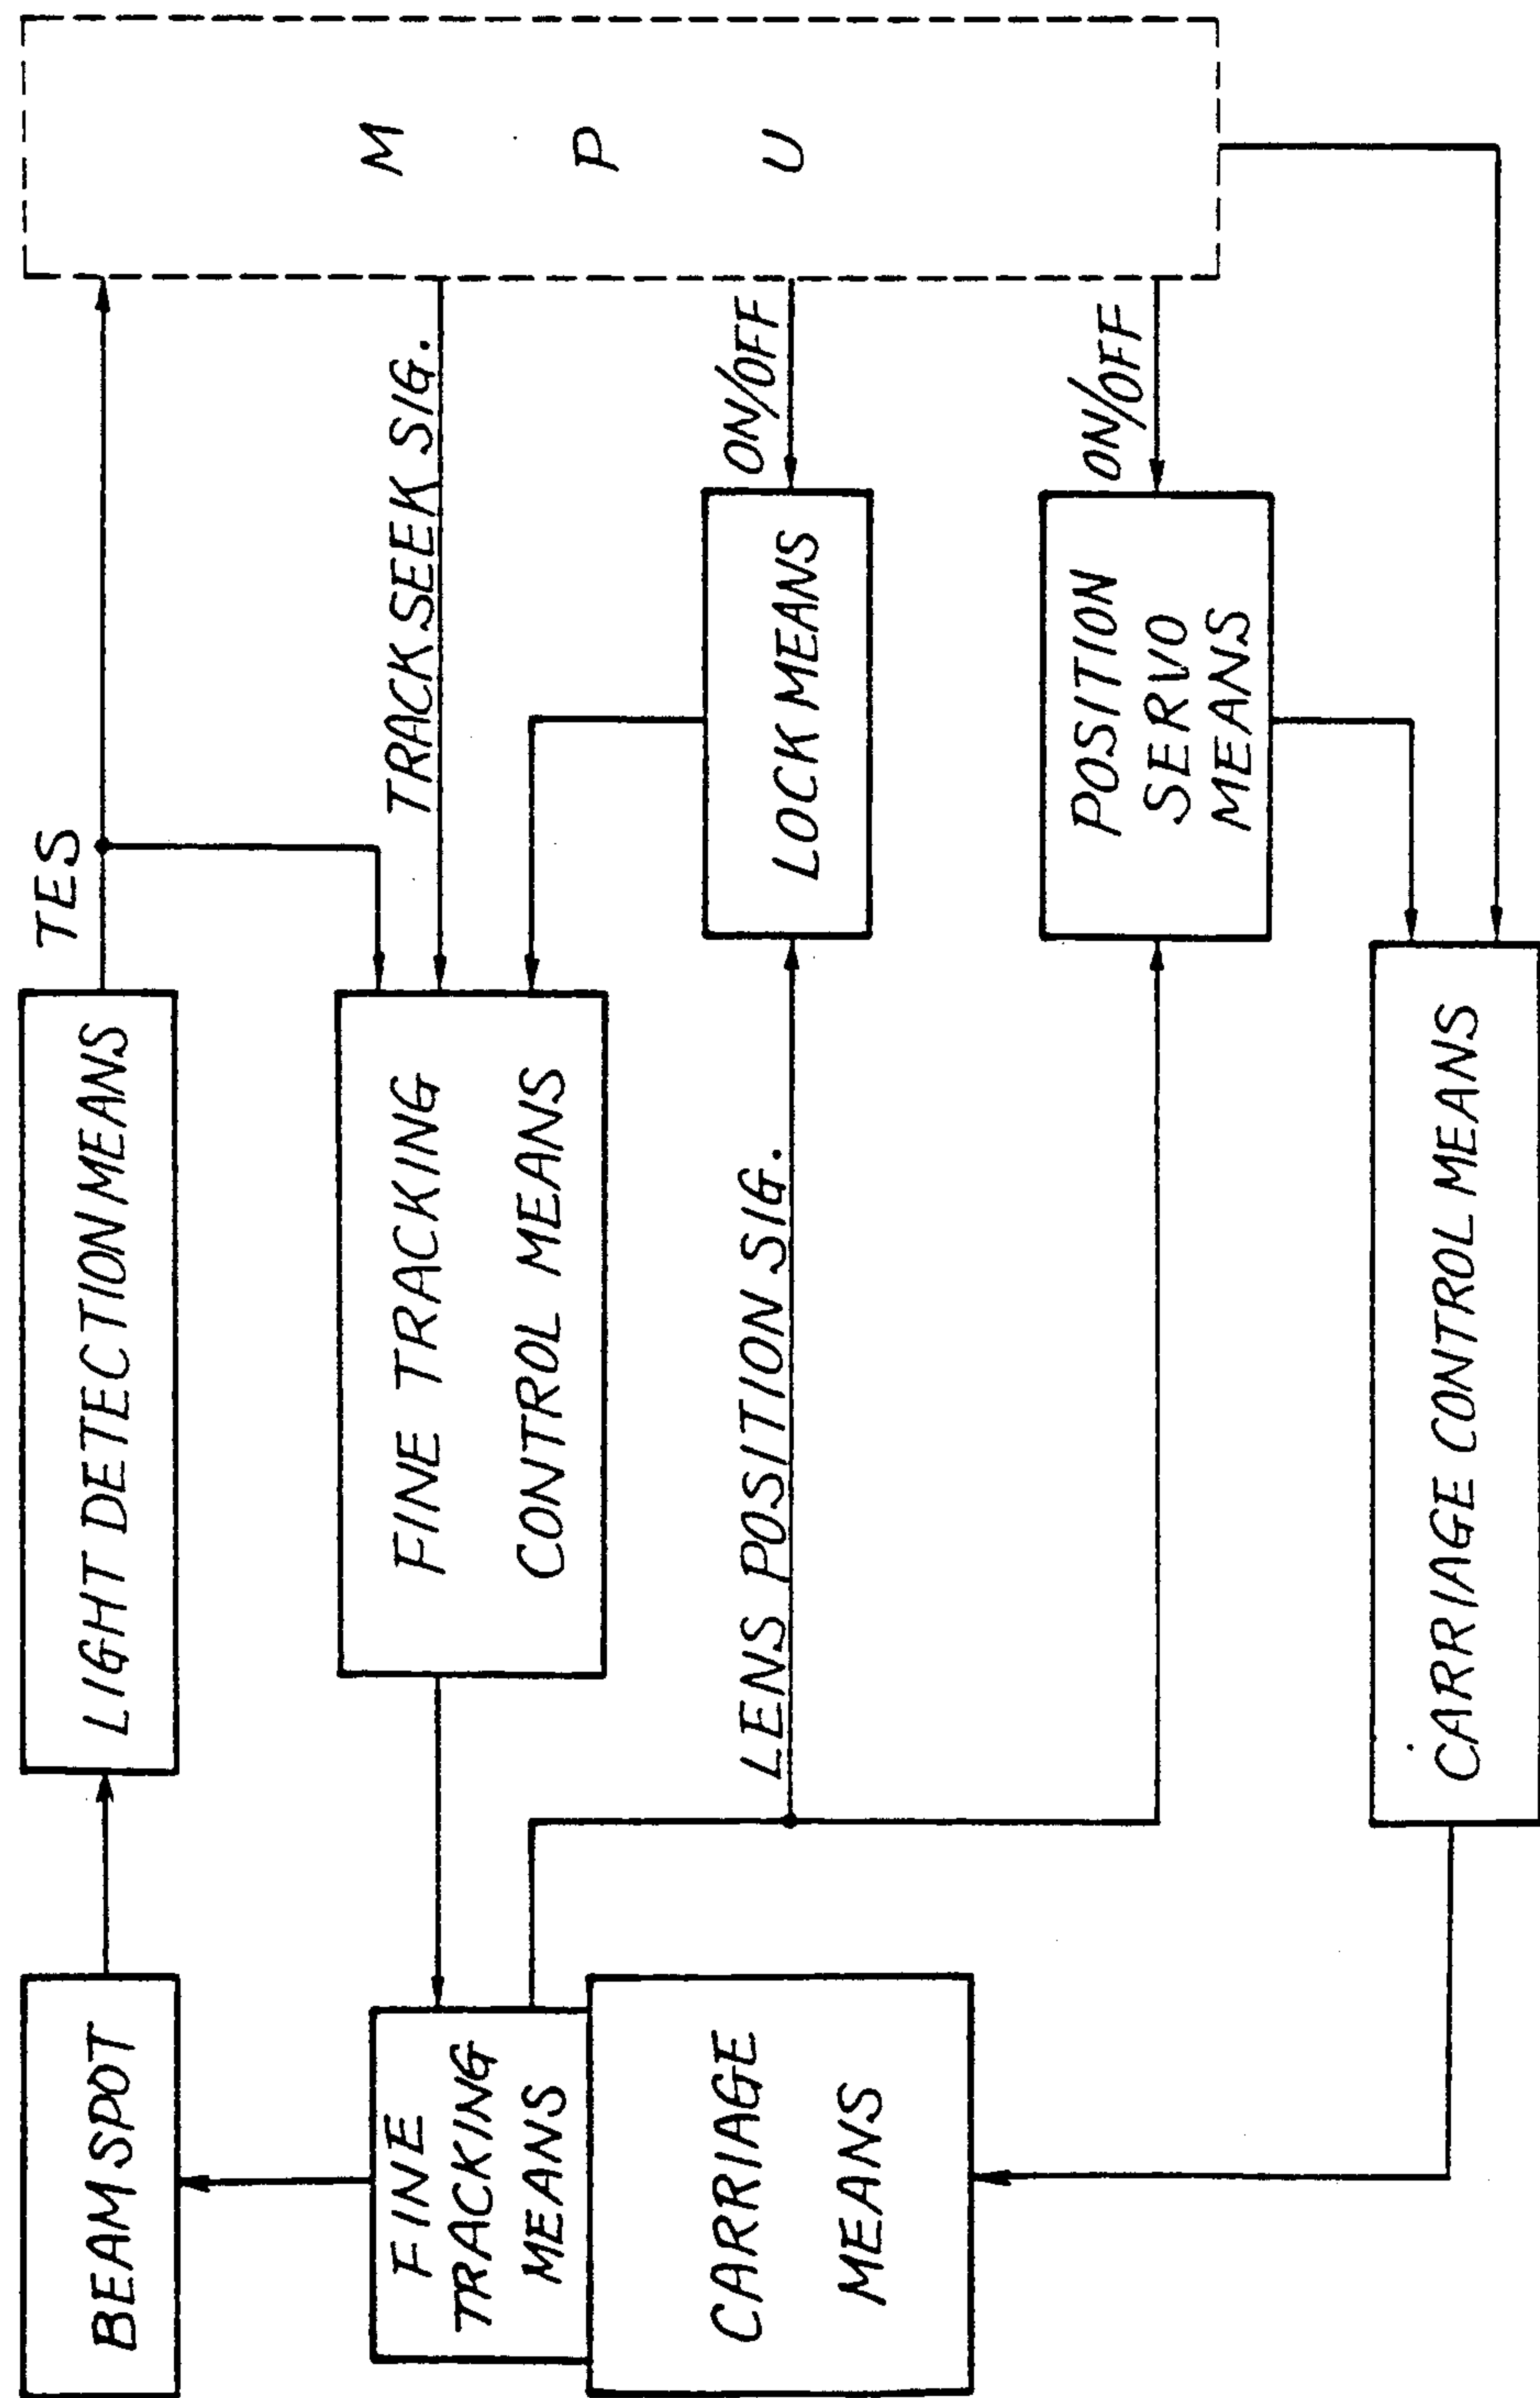 BEAM SPOT
LIGHT DETECTION MEANS
TES
FINE
TRACKING
MEANS
FINE TRACKING
CONTROL MEANS
TRACK SEEK SIG.
M P U
CARRIAGE
MEANS
LENS POSITION SIG.
LOCK MEANS
ON/OFF
POSITION
SERVO
MEANS
ON/OFF
CARRIAGE CONTROL MEANS